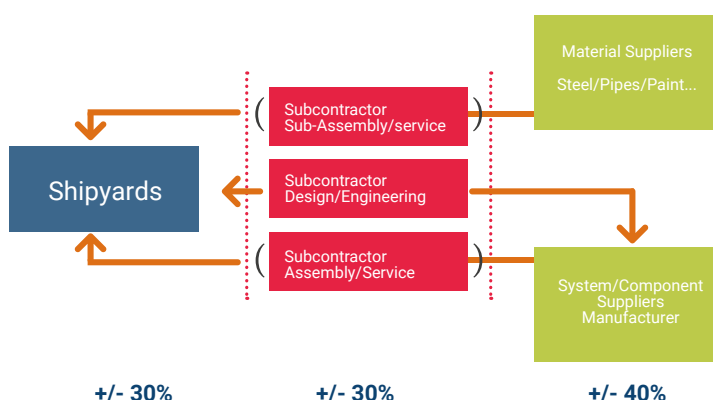 Material Suppliers
Steel/Pipes/Paint...
( Subcontractor )
Sub-Assembly/service
Shipyards
Subcontractor
Design/Engineering
( Subcontractor )
Assembly/Service
System/Component
Suppliers
Manufacturer
+/- 30%
+/- 30%
+/- 40%